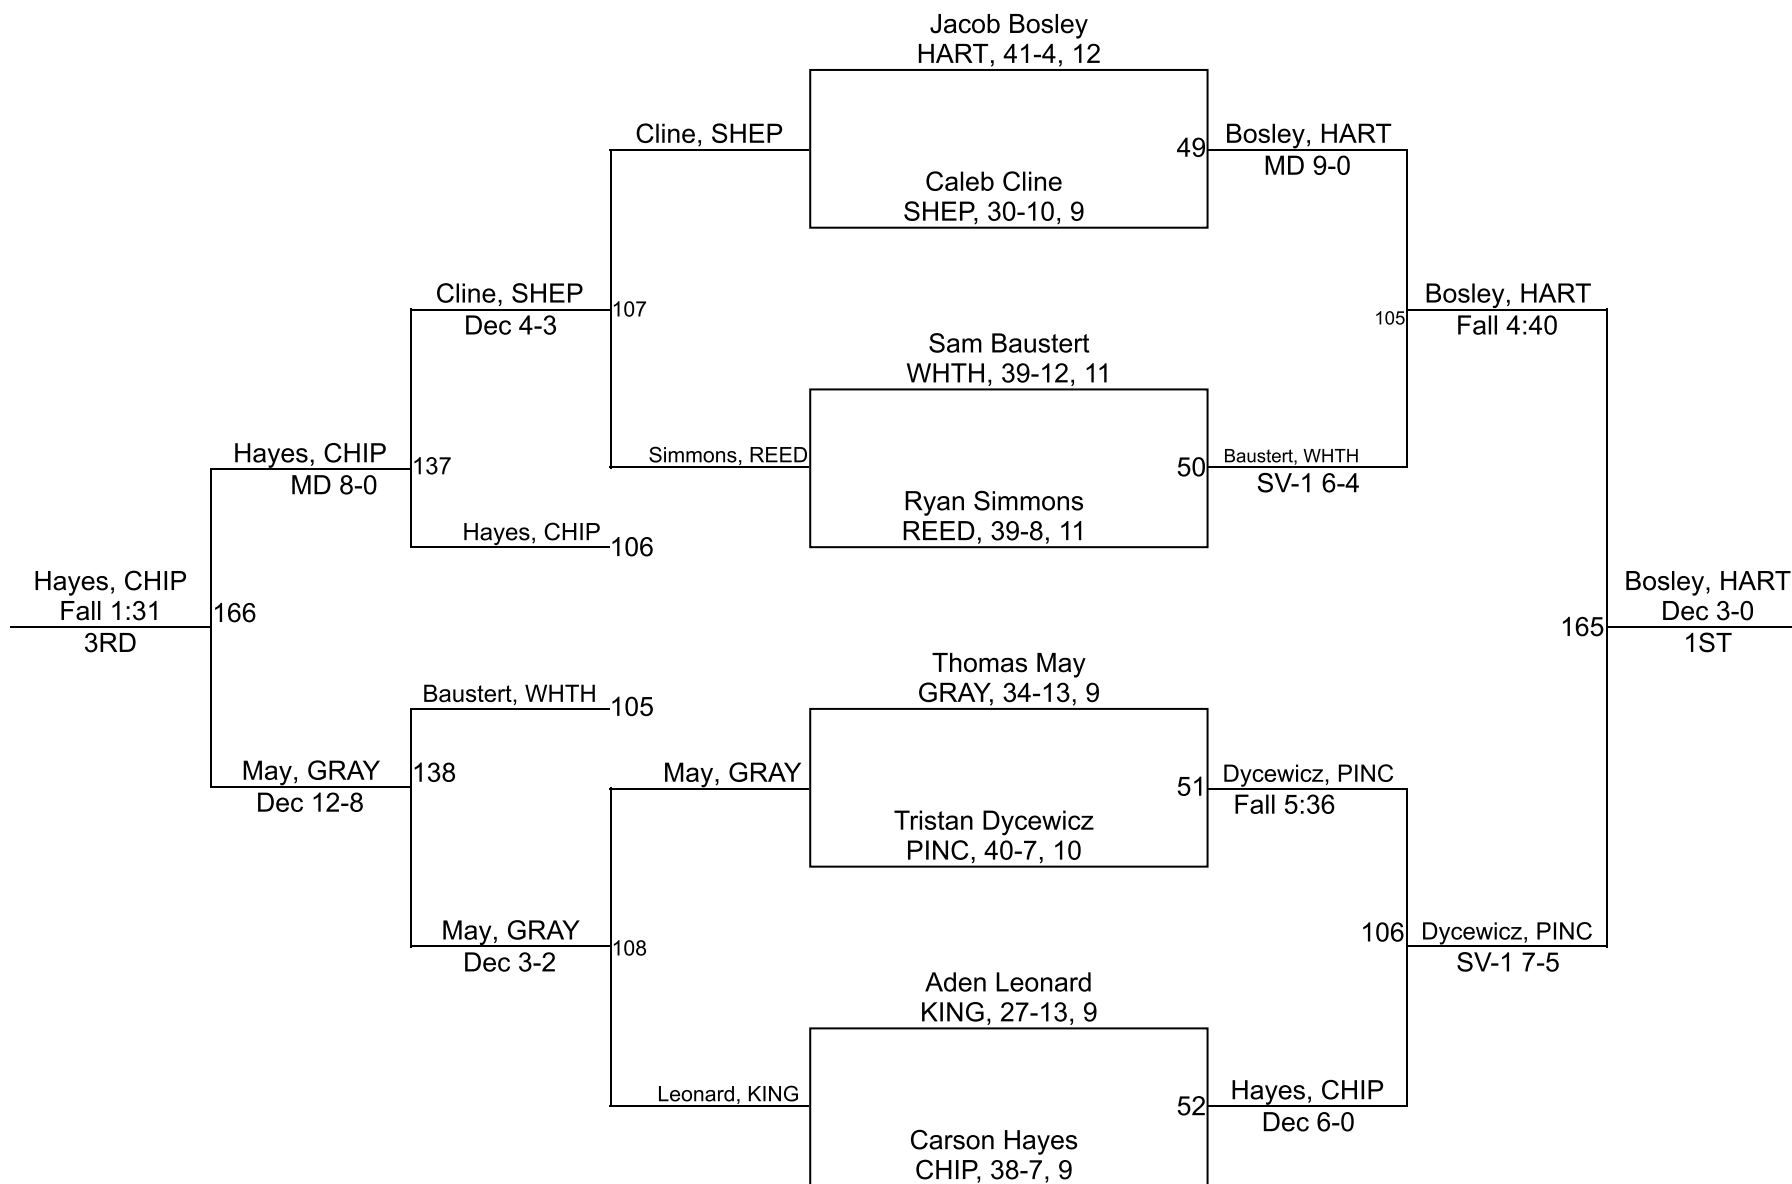 Jacob Bosley
HART, 41-4, 12
Cline, SHEP
49
Bosley, HART
MD 9-0
Caleb Cline
SHEP, 30-10, 9
Cline, SHEP
Dec 4-3
107
105
Bosley, HART
Fall 4:40
Sam Baustert
WHTH, 39-12, 11
Hayes, CHIP
MD 8-0
137
Simmons, REED
50
Baustert, WHTH
SV-1 6-4
Ryan Simmons
REED, 39-8, 11
Hayes, CHIP
106
Hayes, CHIP
Fall 1:31
3RD
166
165
Bosley, HART
Dec 3-0
1ST
Thomas May
GRAY, 34-13, 9
Baustert, WHTH
105
May, GRAY
Dec 12-8
138
May, GRAY
51
Dycewicz, PINC
Fall 5:36
Tristan Dycewicz
PINC, 40-7, 10
May, GRAY
Dec 3-2
108
106
Dycewicz, PINC
SV-1 7-5
Aden Leonard
KING, 27-13, 9
Leonard, KING
52
Hayes, CHIP
Dec 6-0
Carson Hayes
CHIP, 38-7, 9